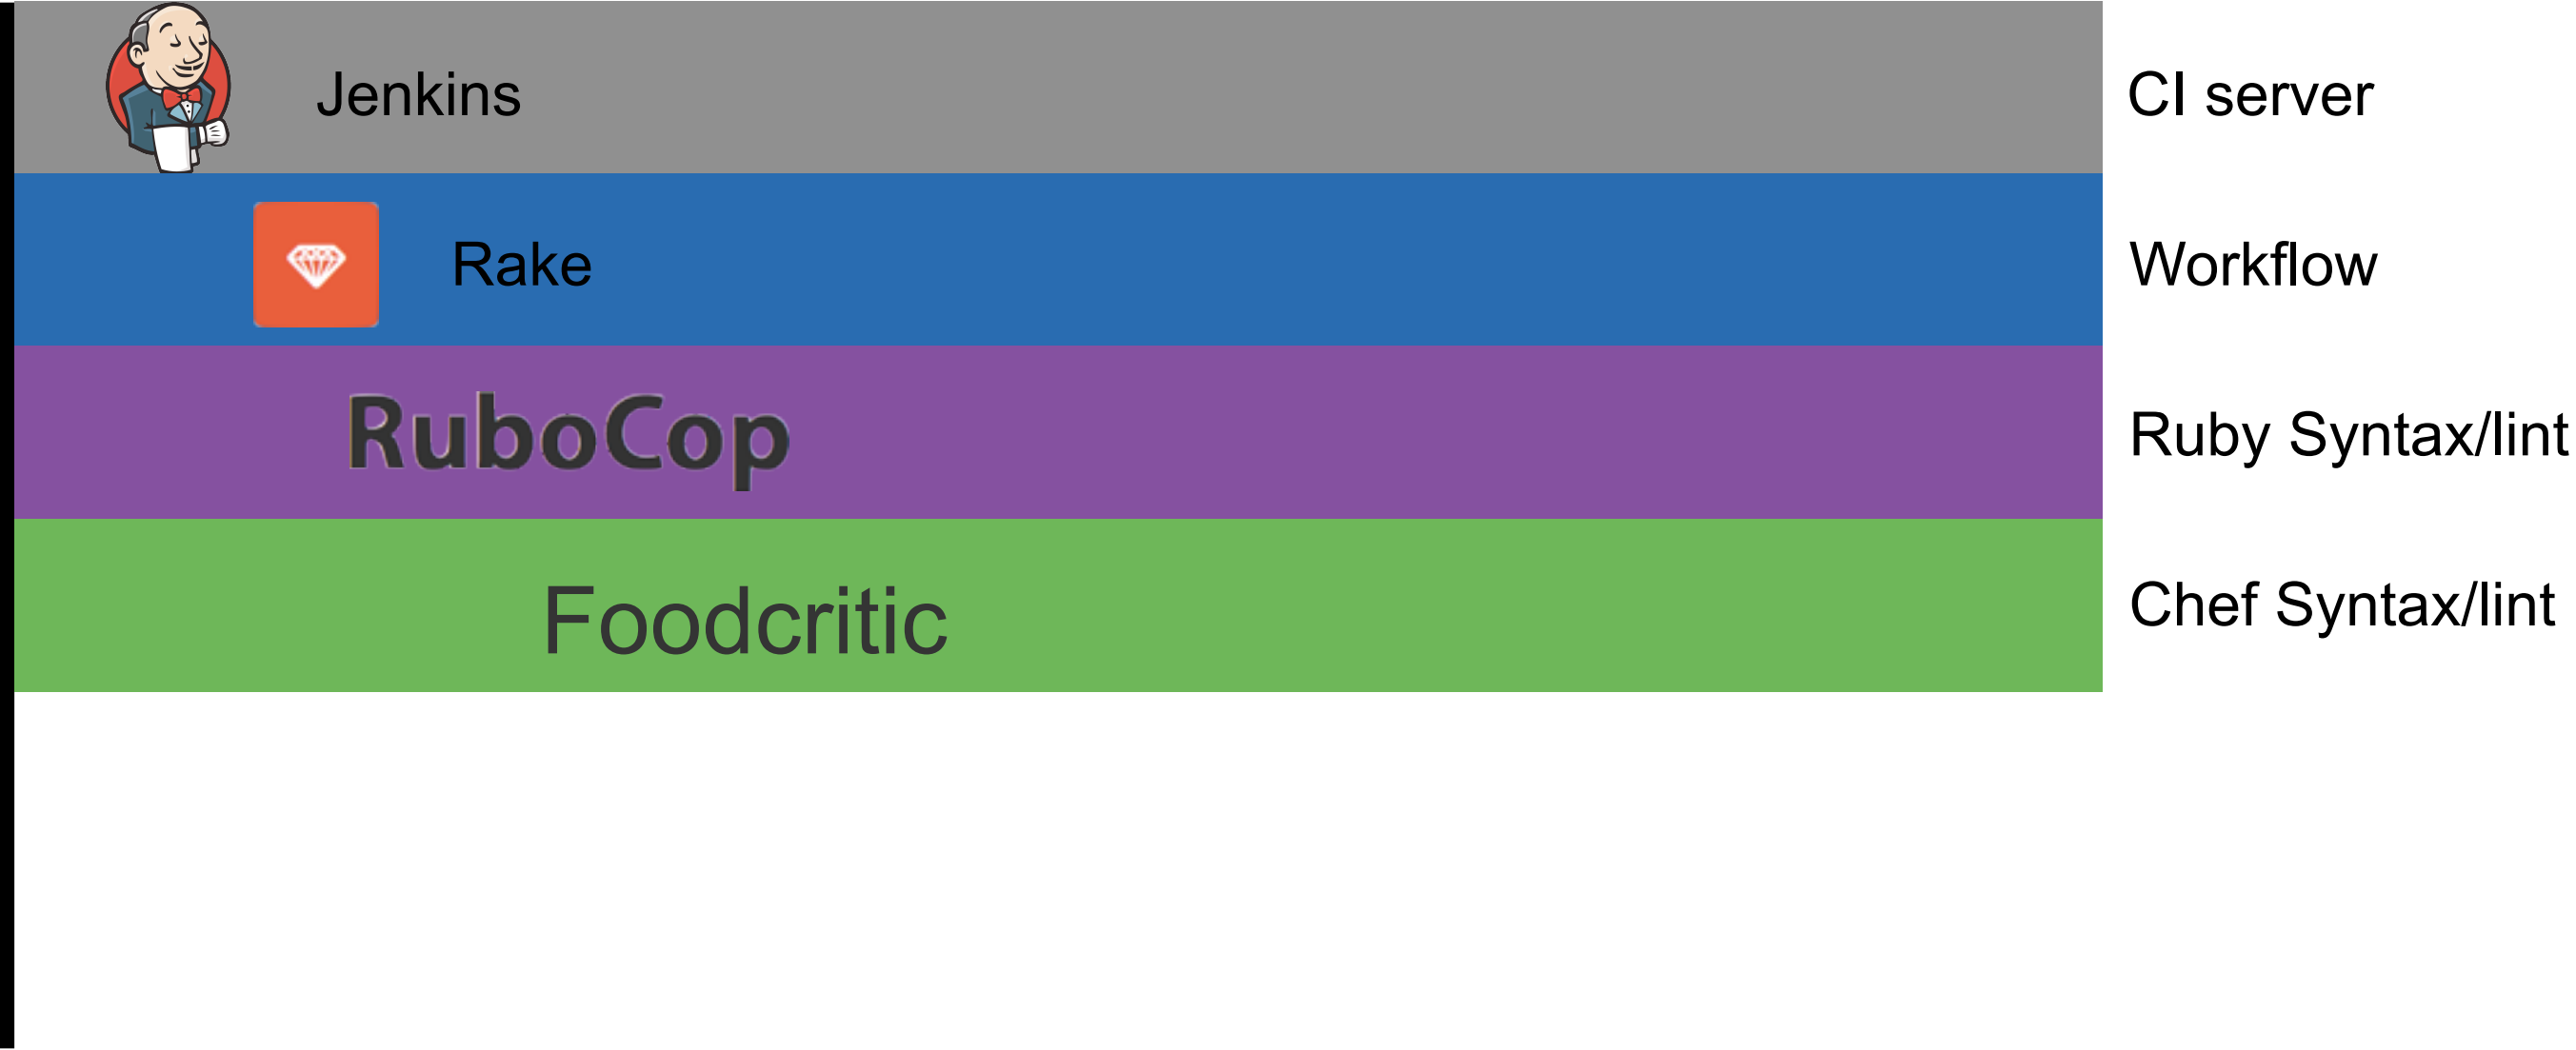 Jenkins CI server
Rake Workflow
RuboCop Ruby Syntax/lint
Foodcritic Chef Syntax/lint